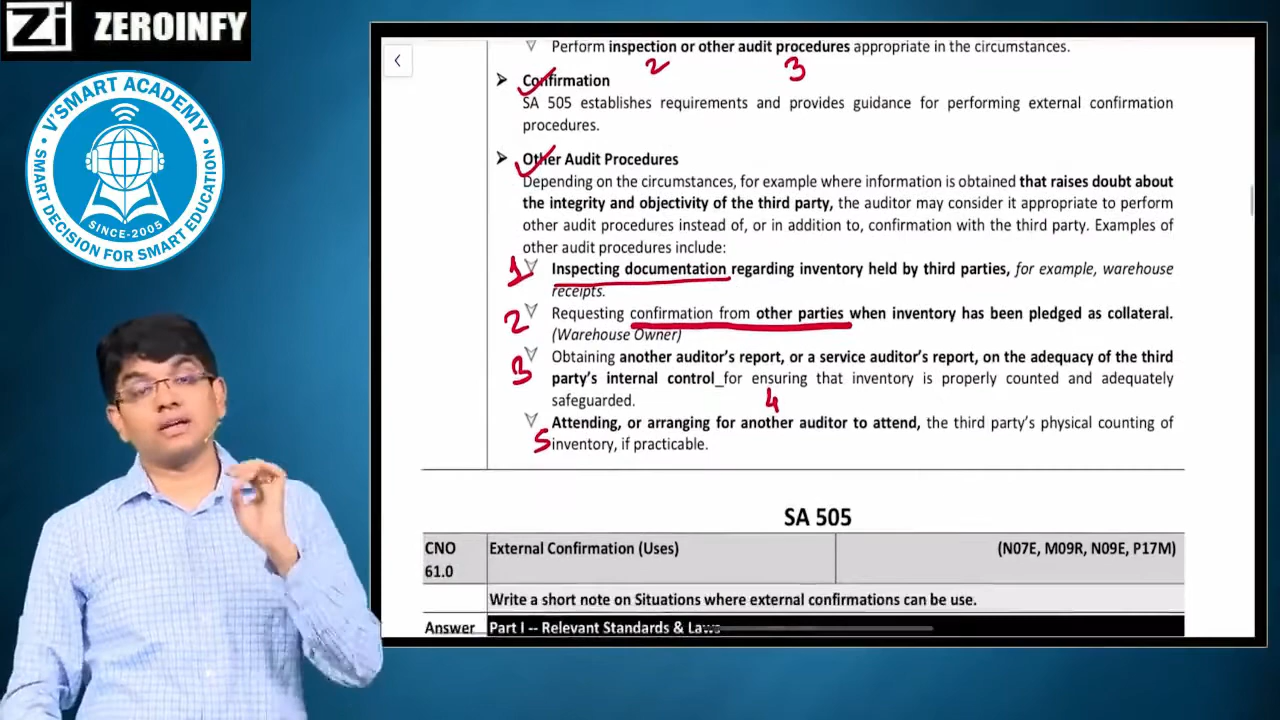 Zi ZEROINFY
V'SMART ACADEMY
SMART DECISION FOR SMART EDUCATION
SINCE-2005
Perform inspection or other audit procedures appropriate in the circumstances.
2 3
Confirmation
SA 505 establishes requirements and provides guidance for performing external confirmation
procedures.
Other Audit Procedures
Depending on the circumstances, for example where information is obtained that raises doubt about
the integrity and objectivity of the third party, the auditor may consider it appropriate to perform
other audit procedures instead of, or in addition to, confirmation with the third party. Examples of
other audit procedures include:
1 Inspecting documentation regarding inventory held by third parties, for example, warehouse
receipts.
2 Requesting confirmation from other parties when inventory has been pledged as collateral.
(Warehouse Owner)
3 Obtaining another auditor's report, or a service auditor's report, on the adequacy of the third
party's internal control_for ensuring that inventory is properly counted and adequately
safeguarded.
4
Attending, or arranging for another auditor to attend, the third party's physical counting of
5 inventory, if practicable.
SA 505
CNO External Confirmation (Uses) (N07E, M09R, N09E, P17M)
61.0
Write a short note on Situations where external confirmations can be use.
Answer Part I -- Relevant Standards & Laws